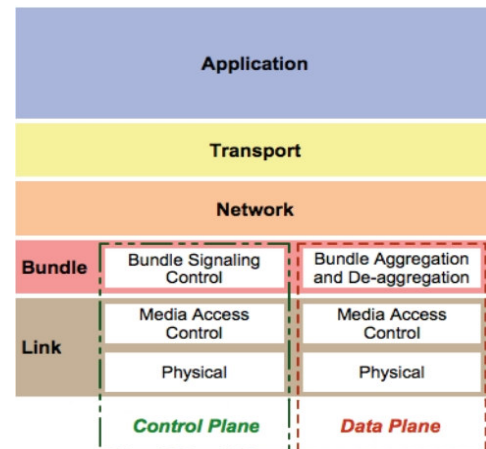 Application
Transport
Network
Bundle
Bundle Signaling
Control
Bundle Aggregation
and De-aggregation
Link
Media Access
Control
Media Access
Control
Physical
Physical
Control Plane
Data Plane